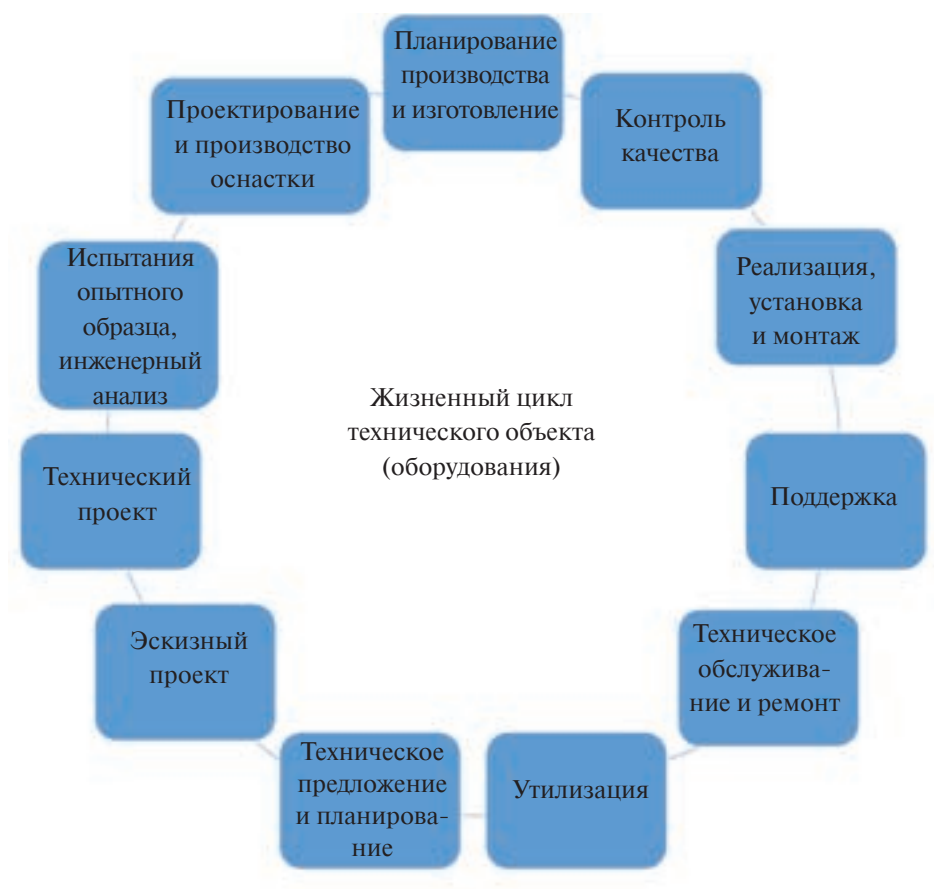 Планирование
производства
и изготовление
Контроль
качества
Реализация,
установка
и монтаж
Поддержка
Техническое
обслужива-
ние и ремонт
Утилизация
Техническое
предложение
и планирова-
ние
Эскизный
проект
Технический
проект
Испытания
опытного
образца,
инженерный
анализ
Проектирование
и производство
оснастки
Жизненный цикл
технического объекта
(оборудования)